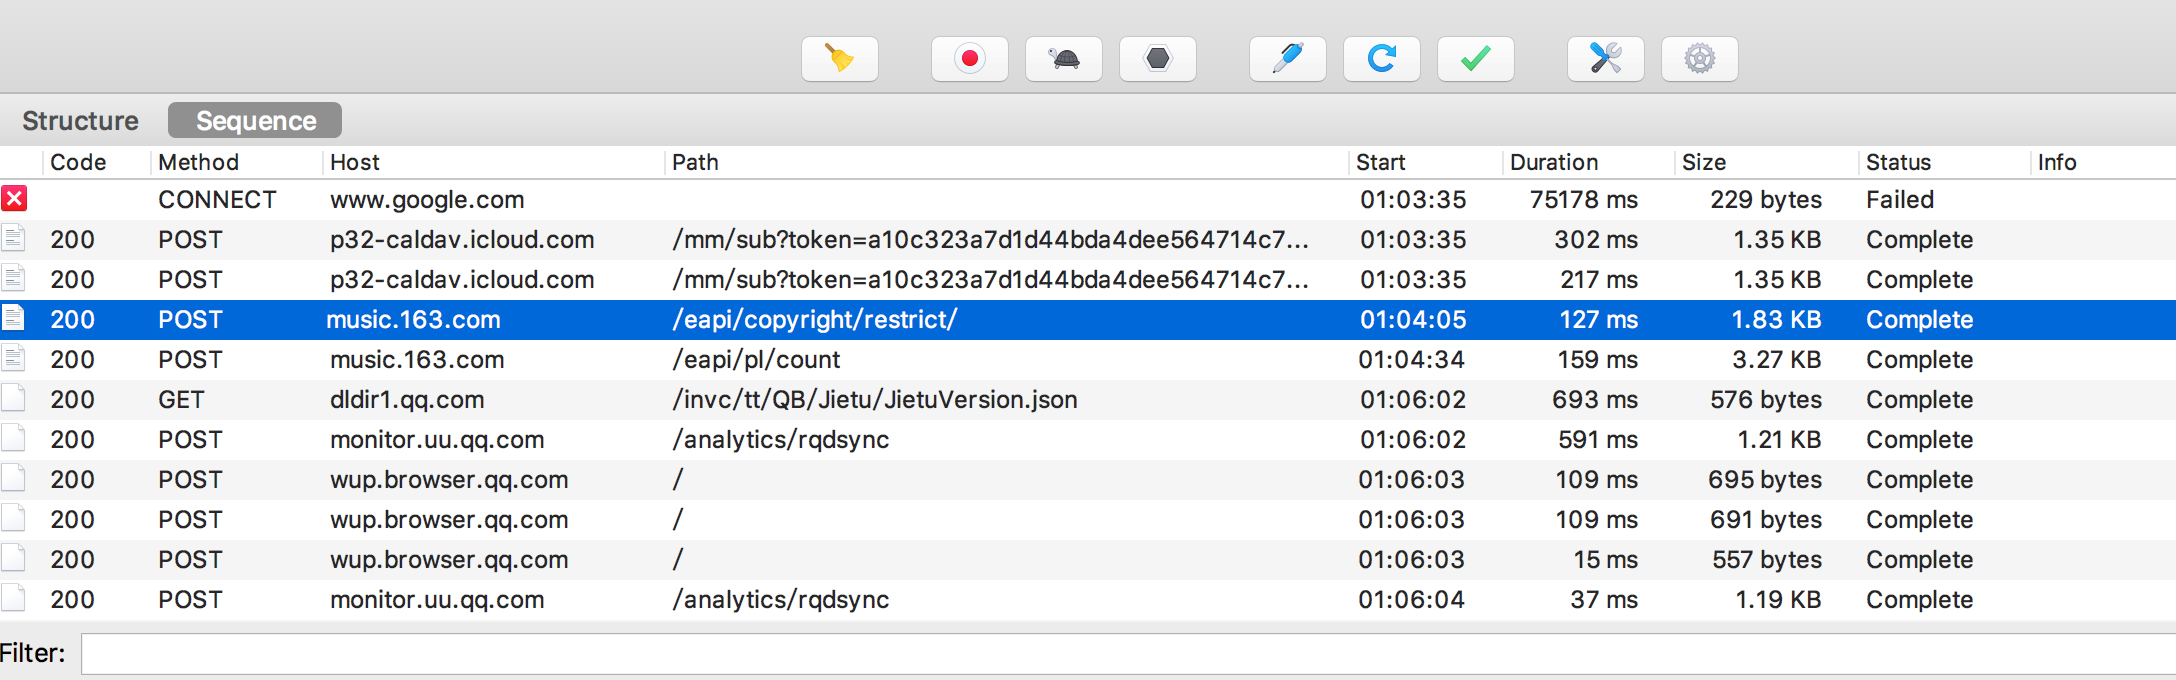 Structure Sequence
Code Method Host Path Start Duration Size Status Info
CONNECT www.google.com 01:03:35 75178 ms 229 bytes Failed
200 POST p32-caldav.icloud.com /mm/sub?token=a10c323a7d1d44bda4dee564714c7... 01:03:35 302 ms 1.35 KB Complete
200 POST p32-caldav.icloud.com /mm/sub?token=a10c323a7d1d44bda4dee564714c7... 01:03:35 217 ms 1.35 KB Complete
200 POST music.163.com /eapi/copyright/restrict/ 01:04:05 127 ms 1.83 KB Complete
200 POST music.163.com /eapi/pl/count 01:04:34 159 ms 3.27 KB Complete
200 GET dldir1.qq.com /invc/tt/QB/Jietu/JietuVersion.json 01:06:02 693 ms 576 bytes Complete
200 POST monitor.uu.qq.com /analytics/rqdsync 01:06:02 591 ms 1.21 KB Complete
200 POST wup.browser.qq.com / 01:06:03 109 ms 695 bytes Complete
200 POST wup.browser.qq.com / 01:06:03 109 ms 691 bytes Complete
200 POST wup.browser.qq.com / 01:06:03 15 ms 557 bytes Complete
200 POST monitor.uu.qq.com /analytics/rqdsync 01:06:04 37 ms 1.19 KB Complete
Filter: